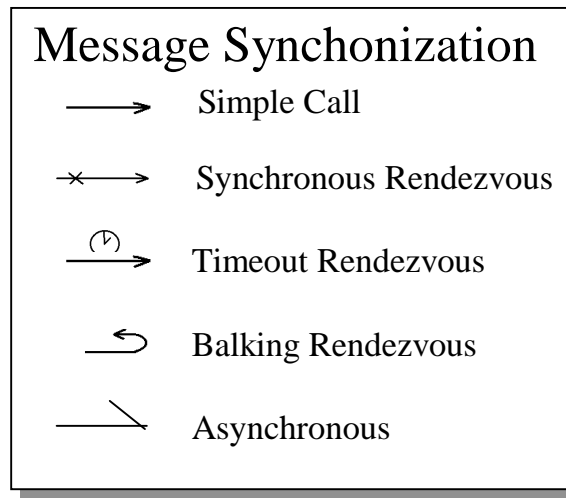 Message Synchonization
Simple Call
Synchronous Rendezvous
Timeout Rendezvous
Balking Rendezvous
Asynchronous